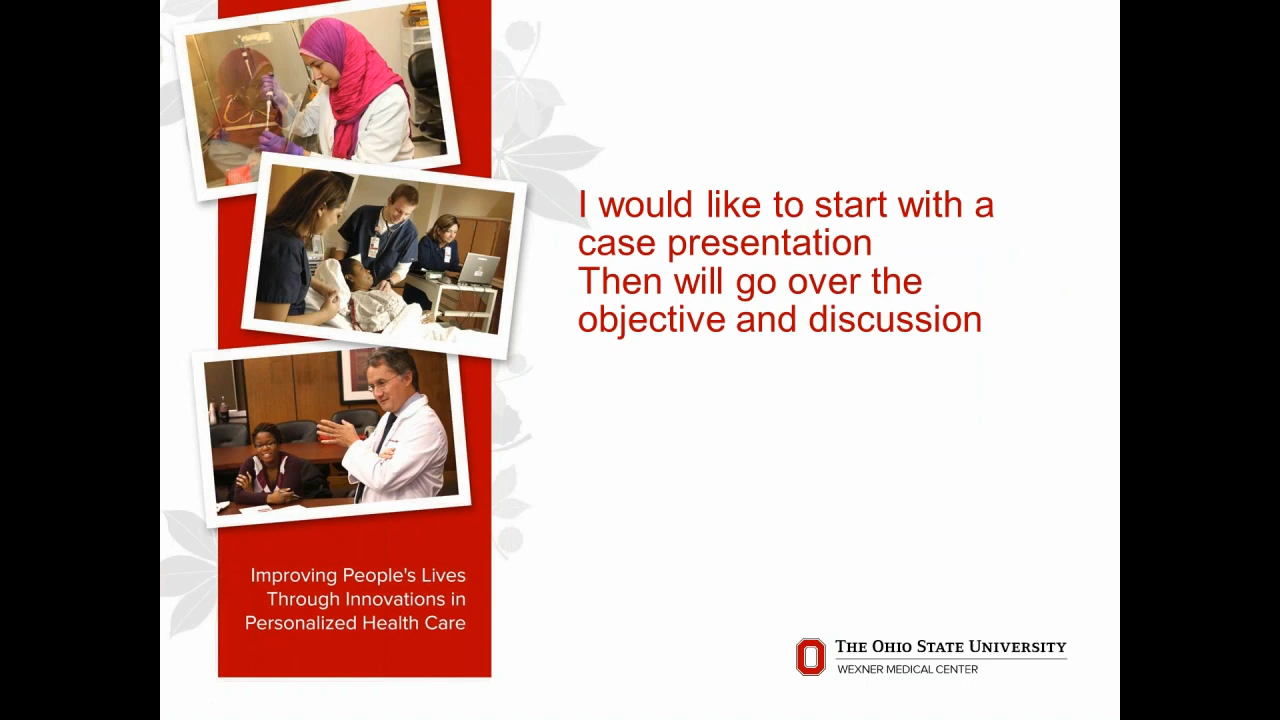 I would like to start with a
case presentation
Then will go over the
objective and discussion
Improving People's Lives
Through Innovations in
Personalized Health Care
THE OHIO STATE UNIVERSITY
WEXNER MEDICAL CENTER